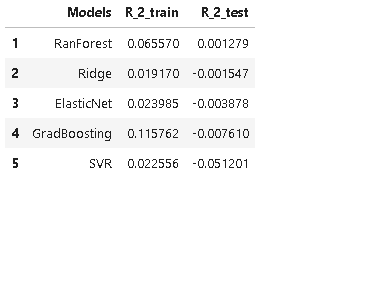 Models R_2_train R_2_test
1 RanForest 0.065570 0.001279
2 Ridge 0.019170 -0.001547
3 ElasticNet 0.023985 -0.003878
4 GradBoosting 0.115762 -0.007610
5 SVR 0.022556 -0.051201